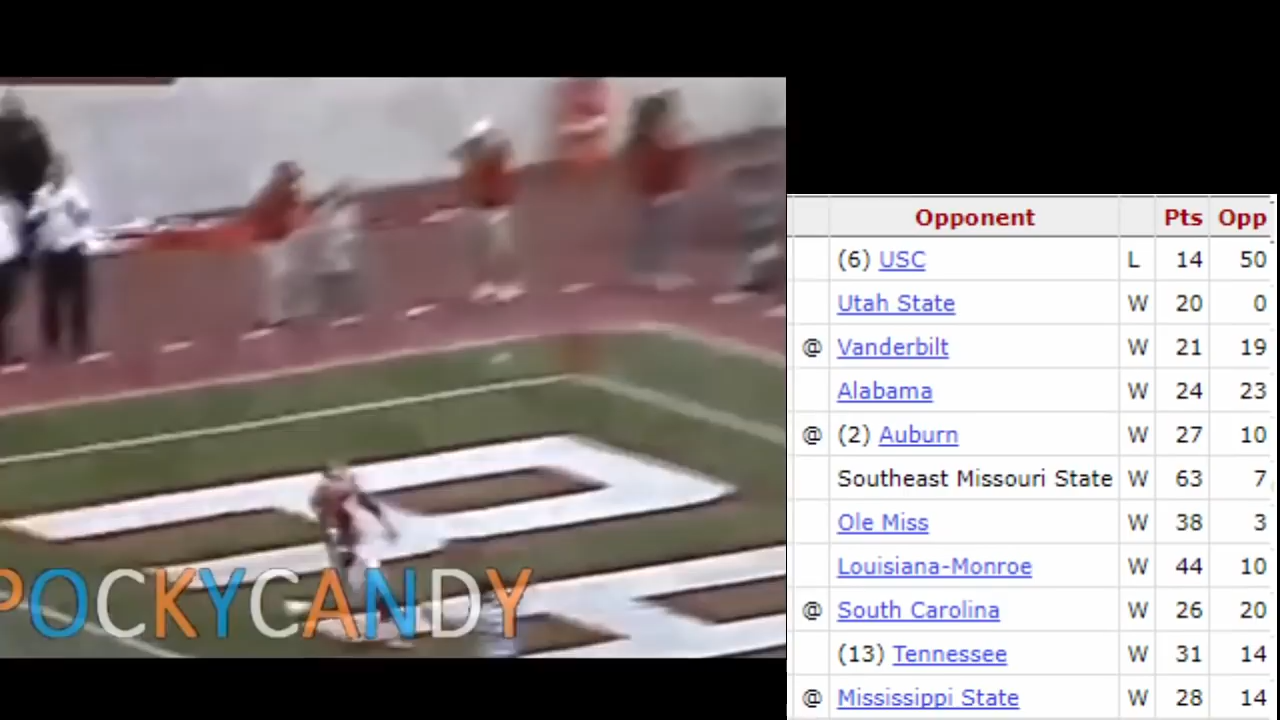 POCKYCANDY
Opponent Pts Opp
(6) USC L 14 50
Utah State W 20 0
@ Vanderbilt W 21 19
Alabama W 24 23
@ (2) Auburn W 27 10
Southeast Missouri State W 63 7
Ole Miss W 38 3
Louisiana-Monroe W 44 10
@ South Carolina W 26 20
(13) Tennessee W 31 14
@ Mississippi State W 28 14